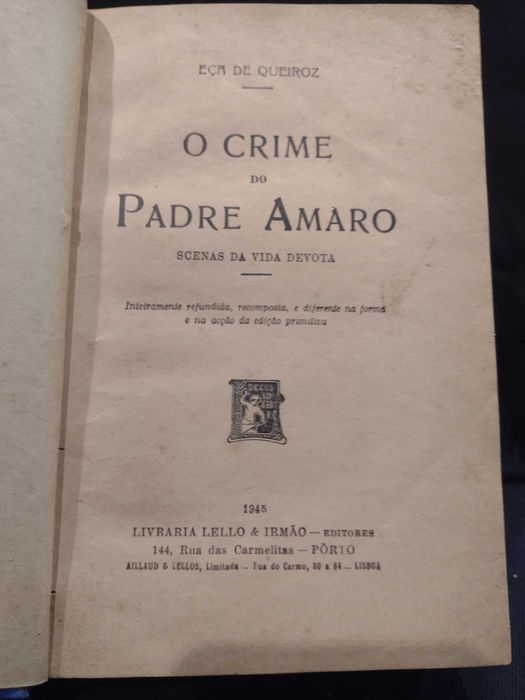 EÇA DE QUEIROZ
O CRIME
DO
PADRE AMARO
SCENAS DA VIDA DEVOTA
Inteiramente refundida, recomposta, e diferente na forma
e na acção da edição primitiva
DECUS
1945
LIVRARIA LELLO & IRMÃO — EDITORES
144, Rua das Carmelitas — PÔRTO
AILLAUD & LELLOS, Limitada — Rua do Carmo, 80 a 84 — LISBOA